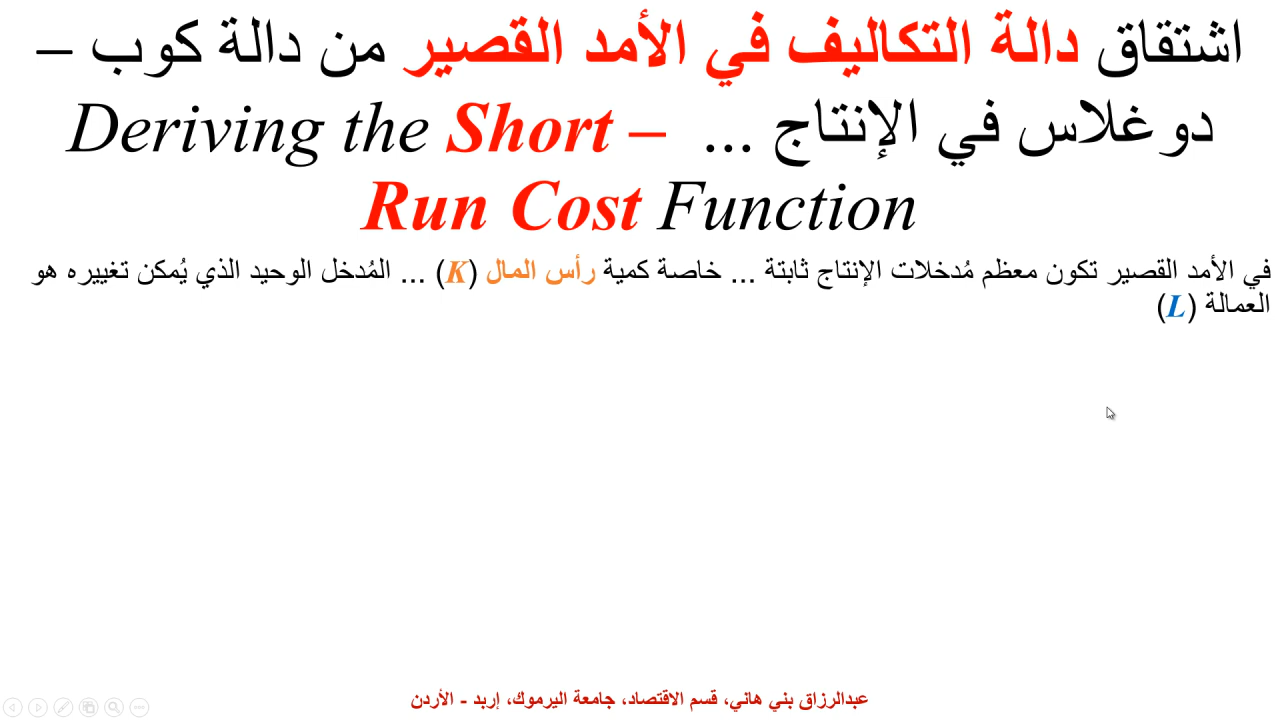 اشتقاق دالة التكاليف في الأمد القصير من دالة كوب –
دوغلاس في الإنتاج ... Deriving the Short –
Run Cost Function
في الأمد القصير تكون معظم مُدخلات الإنتاج ثابتة ... خاصة كمية رأس المال (K) ... المُدخل الوحيد الذي يُمكن تغييره هو
العمالة (L)
عبدالرزاق بني هاني، قسم الاقتصاد، جامعة اليرموك، إربد - الأردن